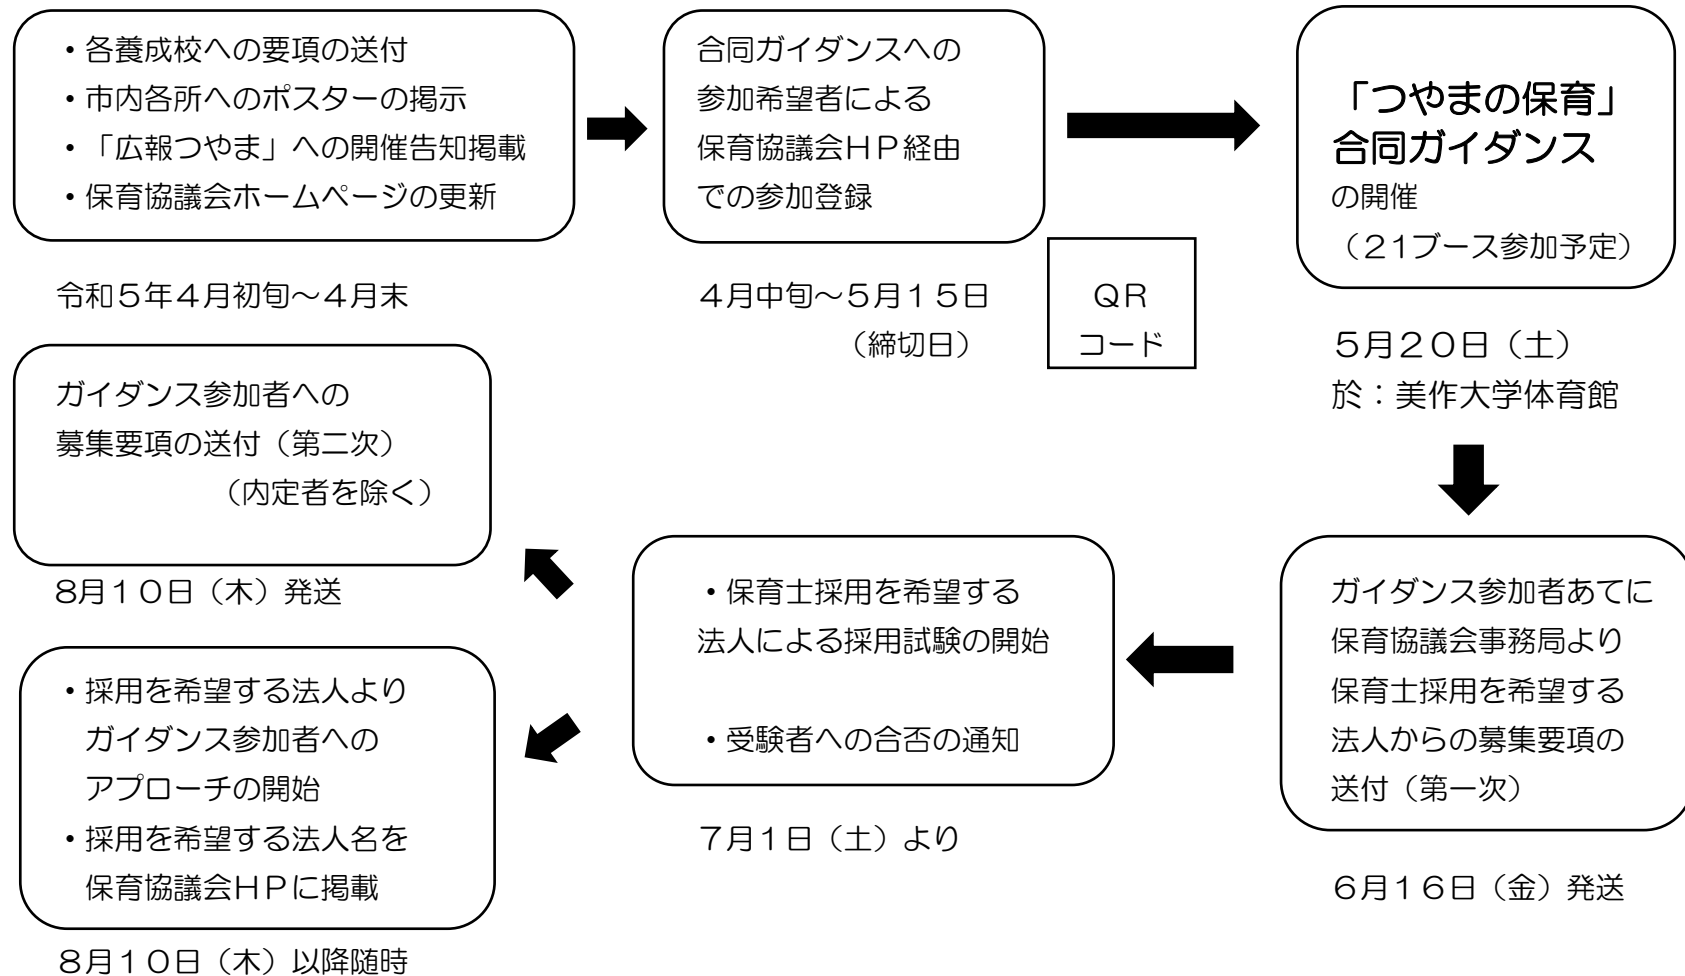 ・各養成校への要項の送付
・市内各所へのポスターの掲示
・「広報つやま」への開催告知掲載
・保育協議会ホームページの更新
令和５年４月初旬～４月末
合同ガイダンスへの
参加希望者による
保育協議会ＨＰ経由
での参加登録
４月中旬～５月１５日
（締切日）
ＱＲ
コード
「つやまの保育」
合同ガイダンス
の開催
（２１ブース参加予定）
５月２０日（土）
於：美作大学体育館
ガイダンス参加者あてに
保育協議会事務局より
保育士採用を希望する
法人からの募集要項の
送付（第一次）
６月１６日（金）発送
・保育士採用を希望する
法人による採用試験の開始
・受験者への合否の通知
７月１日（土）より
ガイダンス参加者への
募集要項の送付（第二次）
（内定者を除く）
8月１０日（木）発送
・採用を希望する法人より
ガイダンス参加者への
アプローチの開始
・採用を希望する法人名を
保育協議会ＨＰに掲載
８月１０日（木）以降随時